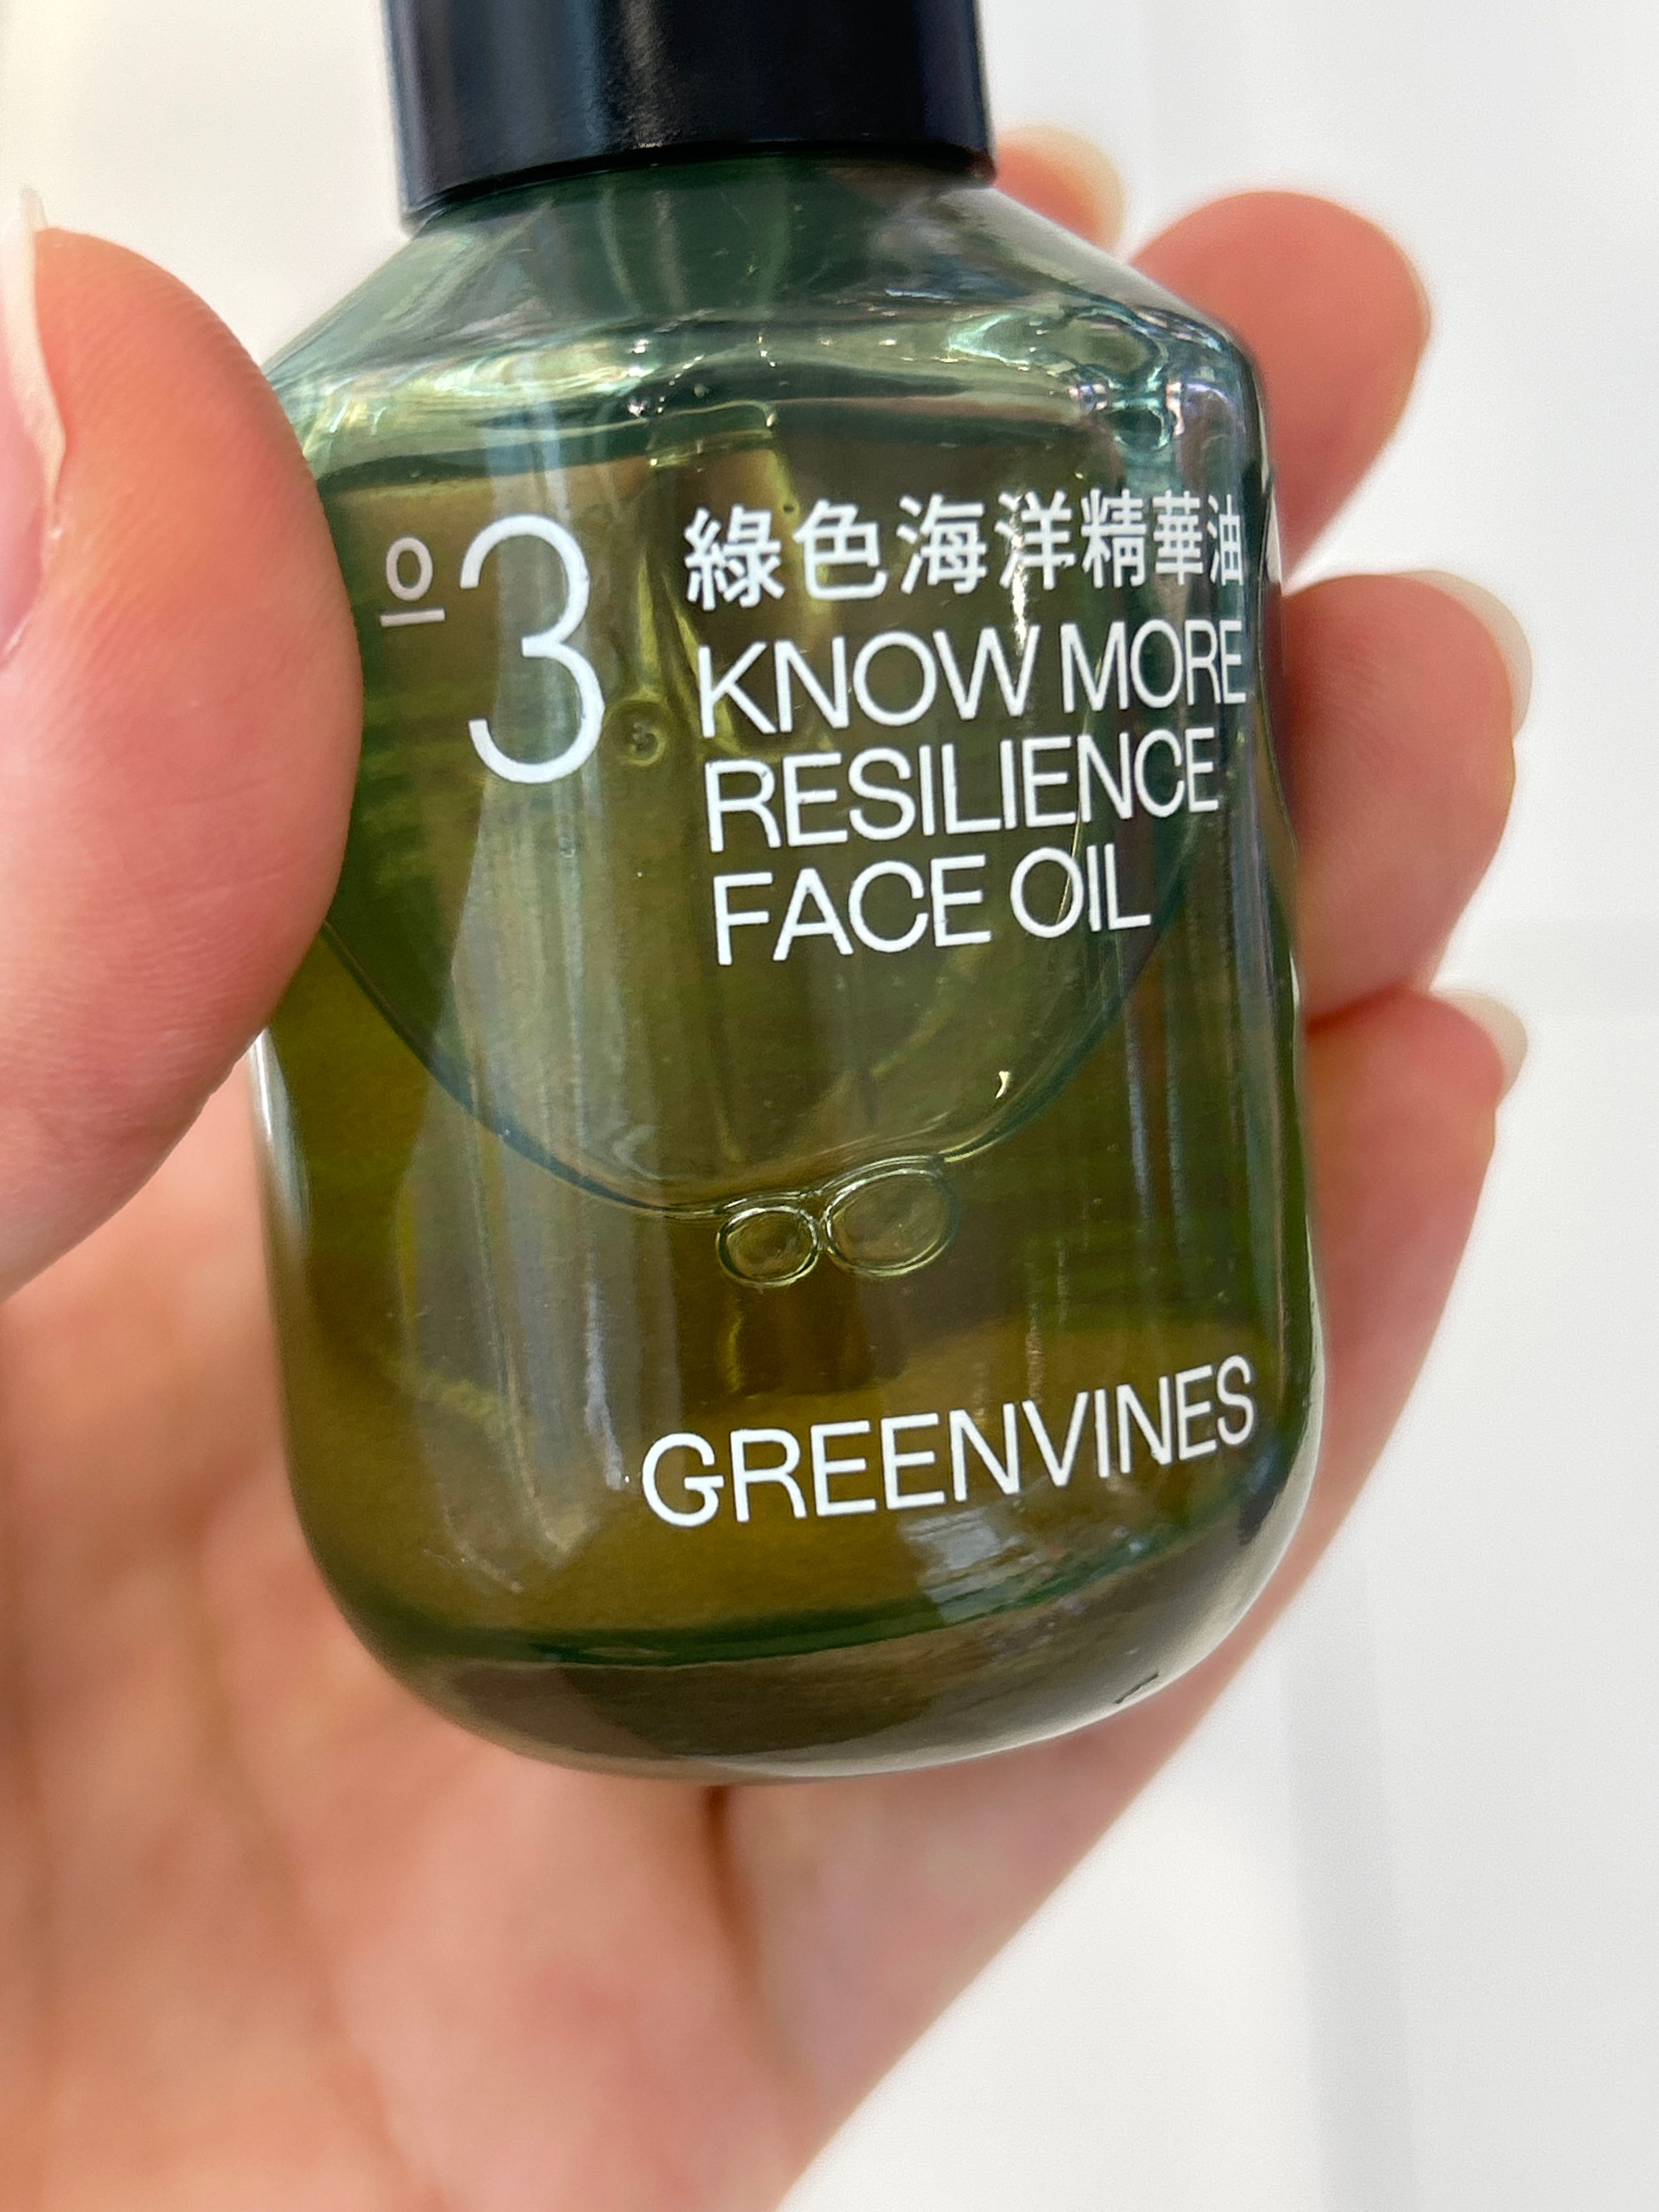 º3
綠色海洋精華油
KNOW MORE
RESILIENCE
FACE OIL
GREENVINES